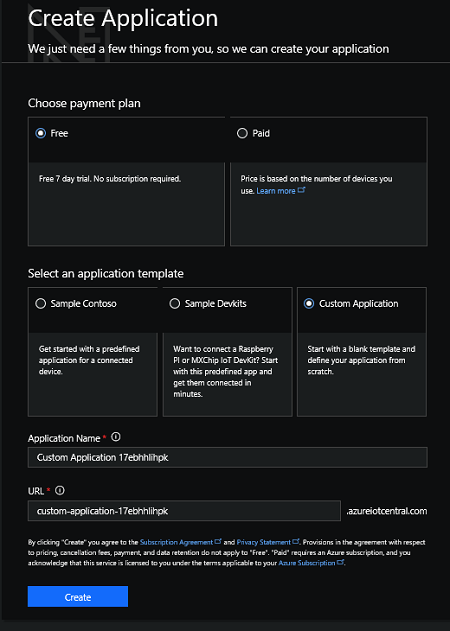 Create Application
We just need a few things from you, so we can create your application
Choose payment plan
Free
Paid
Free 7 day trial. No subscription required.
Price is based on the number of devices you
use. Learn more
Select an application template
Sample Contoso
Sample Devkits
Custom Application
Get started with a predefined
application for a connected
device.
Want to connect a Raspberry
PI or MXChip IoT DevKit? Start
with this predefined app and
get them connected in
minutes.
Start with a blank template and
define your application from
scratch.
Application Name *
Custom Application 17ebhhlihpk
URL *
custom-application-17ebhhlihpk
.azureiotcentral.com
By clicking "Create" you agree to the Subscription Agreement and Privacy Statement. Provisions in the agreement with respect
to pricing, cancellation fees, payment, and data retention do not apply to "Free". "Paid" requires an Azure subscription, and you
acknowledge that this service is licensed to you under the terms applicable to your Azure Subscription.
Create